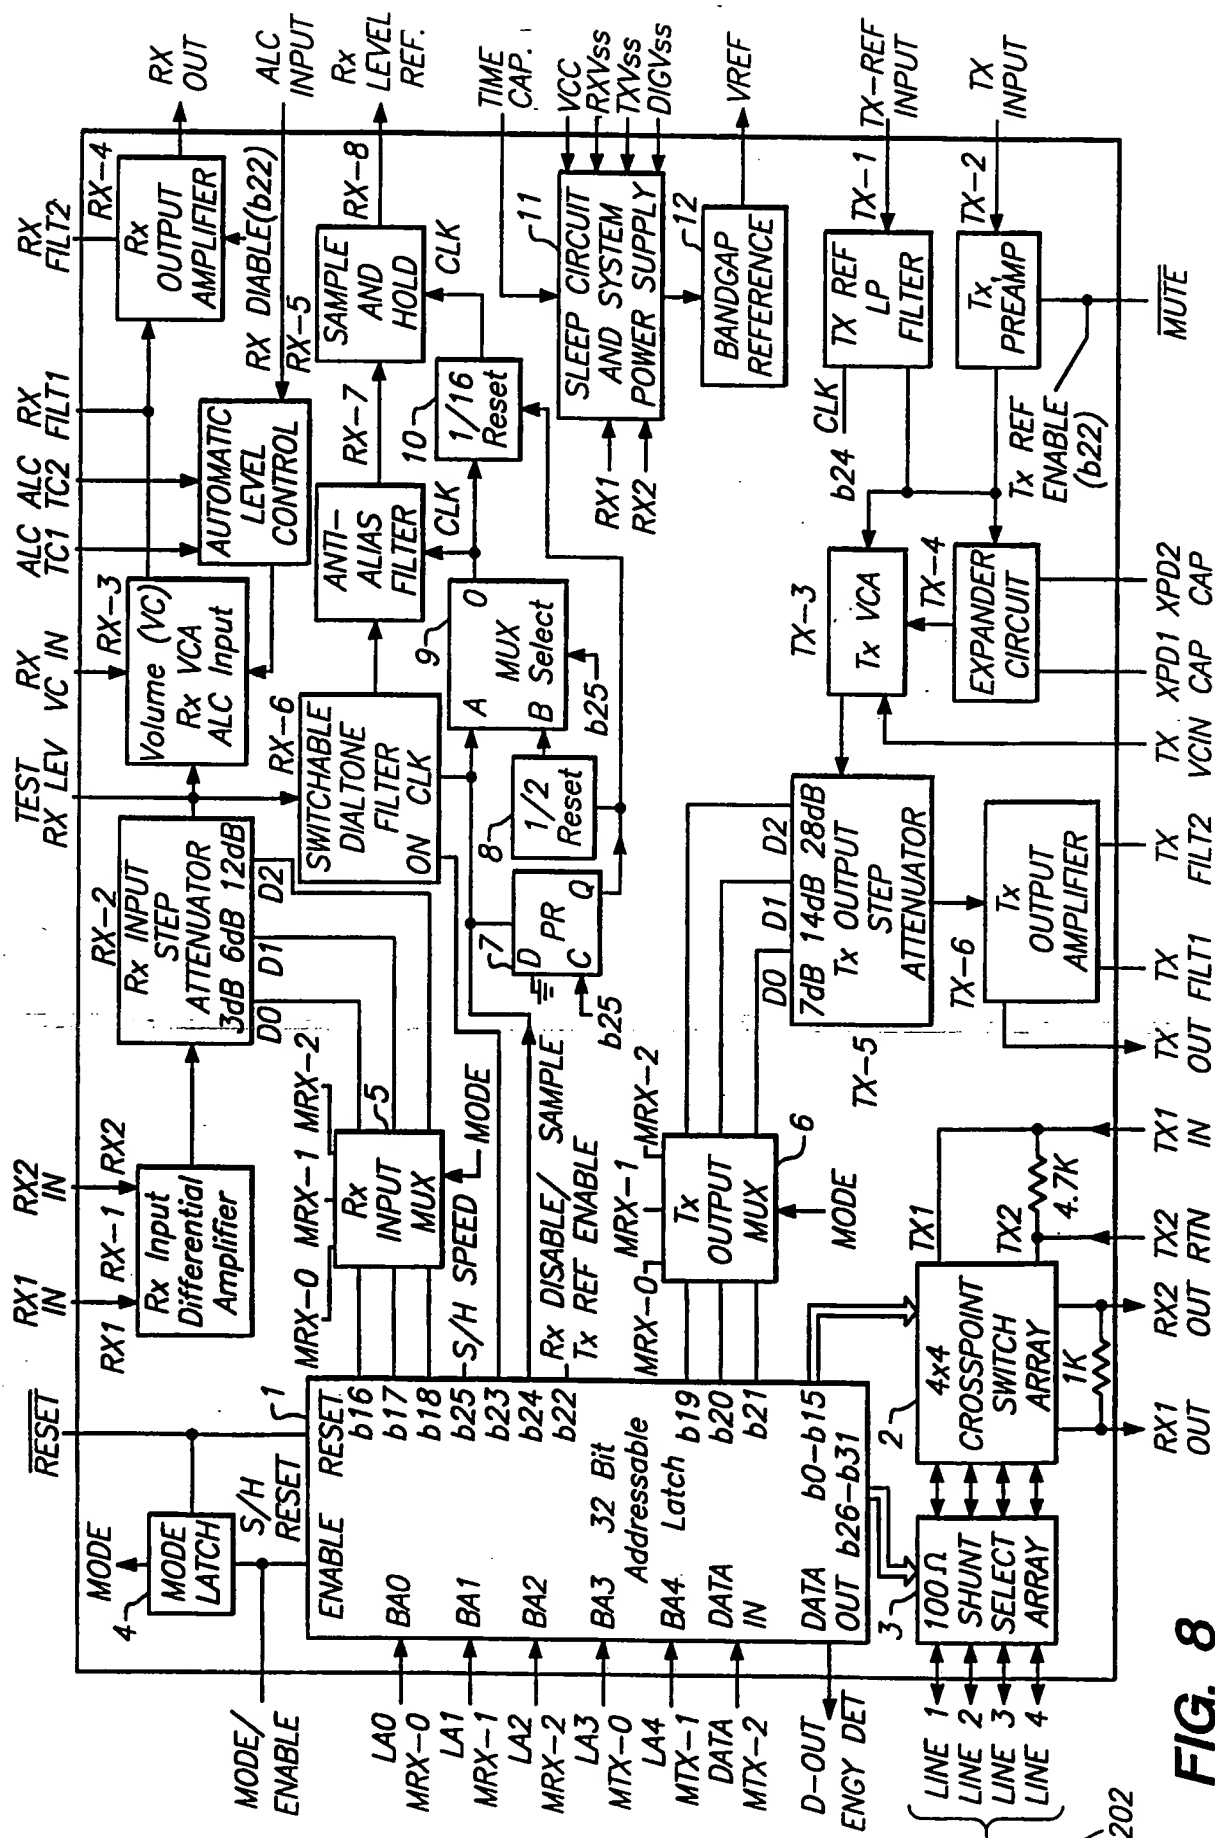 RX1
IN
RX2
IN
TEST
RX LEV
RX
VC IN
ALC
TC1
ALC
TC2
RX
FILT1
RX
FILT2
RESET
MODE
4
MODE
LATCH
S/H
RESET
MODE/
ENABLE
RX1
RX-1
RX2
Rx Input
Differential
Amplifier
RX-2
Rx INPUT
STEP
ATTENUATOR
3dB 6dB 12dB
D0
D1
D2
RX-3
Volume (VC)
Rx VCA
ALC Input
AUTOMATIC
LEVEL
CONTROL
RX-4
Rx
OUTPUT
AMPLIFIER
RX
OUT
RX DIABLE(b22)
RX-5
ALC
INPUT
RX-6
SWITCHABLE
DIALTONE
FILTER
ON CLK
ANTI-
ALIAS
FILTER
CLK
RX-7
SAMPLE
AND
HOLD
CLK
RX-8
Rx
LEVEL
REF.
1
ENABLE
RESET
b16
b17
b18
b25
b23
b24
b22
b19
b20
b21
b0-b15
b26-b31
BA0
BA1
BA2
BA3
BA4
DATA
IN
DATA
OUT
32 Bit
Addressable
Latch
LA0
MRX-0
LA1
MRX-1
LA2
MRX-2
LA3
MTX-0
LA4
MTX-1
DATA
MTX-2
D-OUT
ENGY DET
MRX-0
MRX-1
MRX-2
5
Rx
INPUT
MUX
MODE
S/H SPEED
Rx DISABLE/ SAMPLE
Tx REF ENABLE
7
D
PR
C
Q
b25
8
1/2
Reset
9
A
O
MUX
B Select
b25
10
1/16
Reset
TIME
CAP.
VCC
RXVss
TXVss
DIGVss
11
SLEEP CIRCUIT
AND SYSTEM
POWER SUPPLY
RX1
RX2
12
BANDGAP
REFERENCE
VREF
MRX-0
MRX-1
MRX-2
6
Tx
OUTPUT
MUX
MODE
D0
D1
D2
7dB 14dB 28dB
Tx OUTPUT
STEP
ATTENUATOR
TX-5
TX-3
Tx VCA
TX-4
EXPANDER
CIRCUIT
b24
CLK
TX REF
LP
FILTER
TX-1
TX-REF
INPUT
Tx
PREAMP
TX-2
TX
INPUT
Tx REF
ENABLE
(b22)
TX-6
Tx
OUTPUT
AMPLIFIER
2
4x4
CROSSPOINT
SWITCH
ARRAY
TX1
TX2
4.7K
1K
3
100Ω
SHUNT
SELECT
ARRAY
LINE 1
LINE 2
LINE 3
LINE 4
202
RX1
OUT
RX2
OUT
TX2
RTN
TX1
IN
TX
OUT
TX
FILT1
TX
FILT2
TX
VCIN
XPD1
CAP
XPD2
CAP
MUTE
FIG. 8